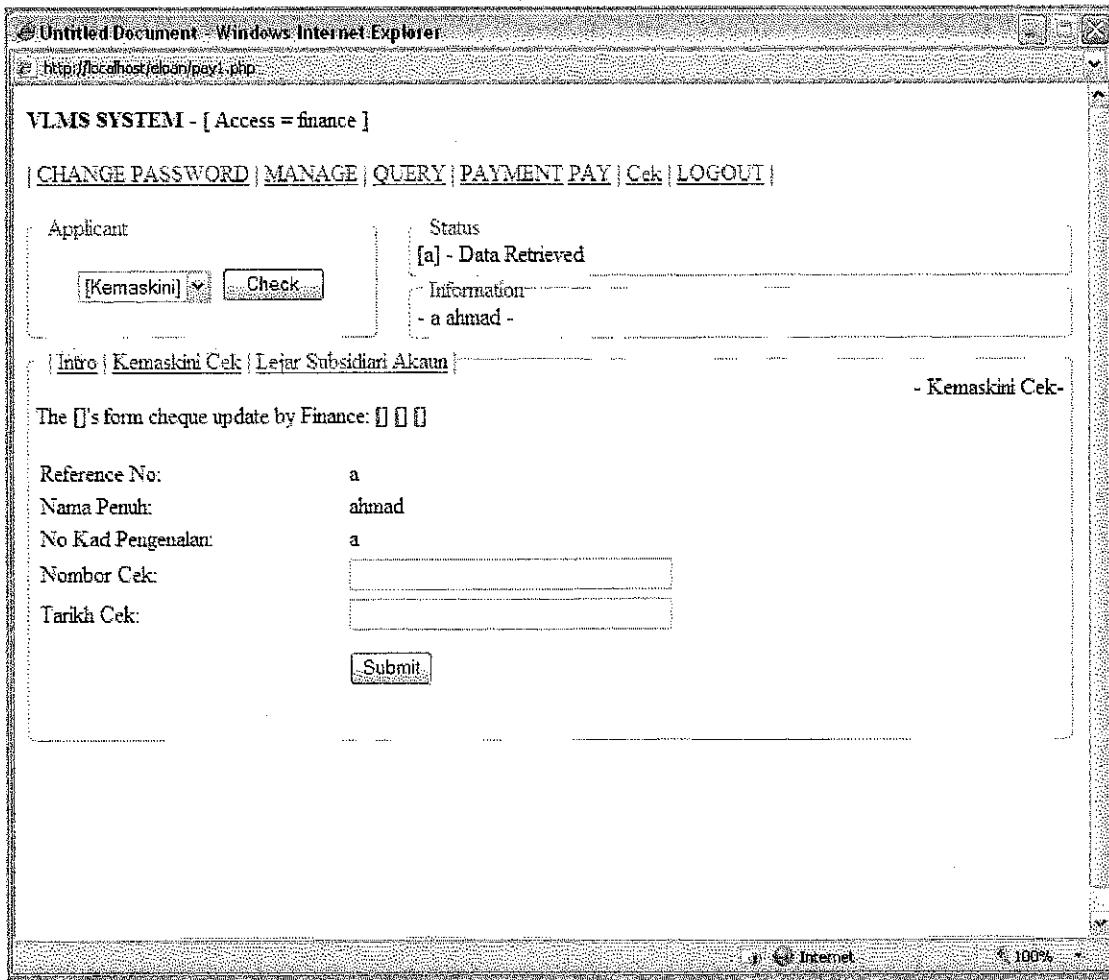 Untitled Document - Windows Internet Explorer
http://localhost/eloan/pay1.php
VLMS SYSTEM - [ Access = finance ]
| CHANGE PASSWORD | MANAGE | QUERY | PAYMENT PAY | Cek | LOGOUT |
Applicant
[Kemaskini] Check
Status
[a] - Data Retrieved
Information
- a ahmad -
| Intro | Kemaskini Cek | Lejar Subsidiari Akaun |
- Kemaskini Cek-
The []'s form cheque update by Finance: [] [] []
Reference No: a
Nama Penuh: ahmad
No Kad Pengenalan: a
Nombor Cek:
Tarikh Cek:
Submit
Internet 100%